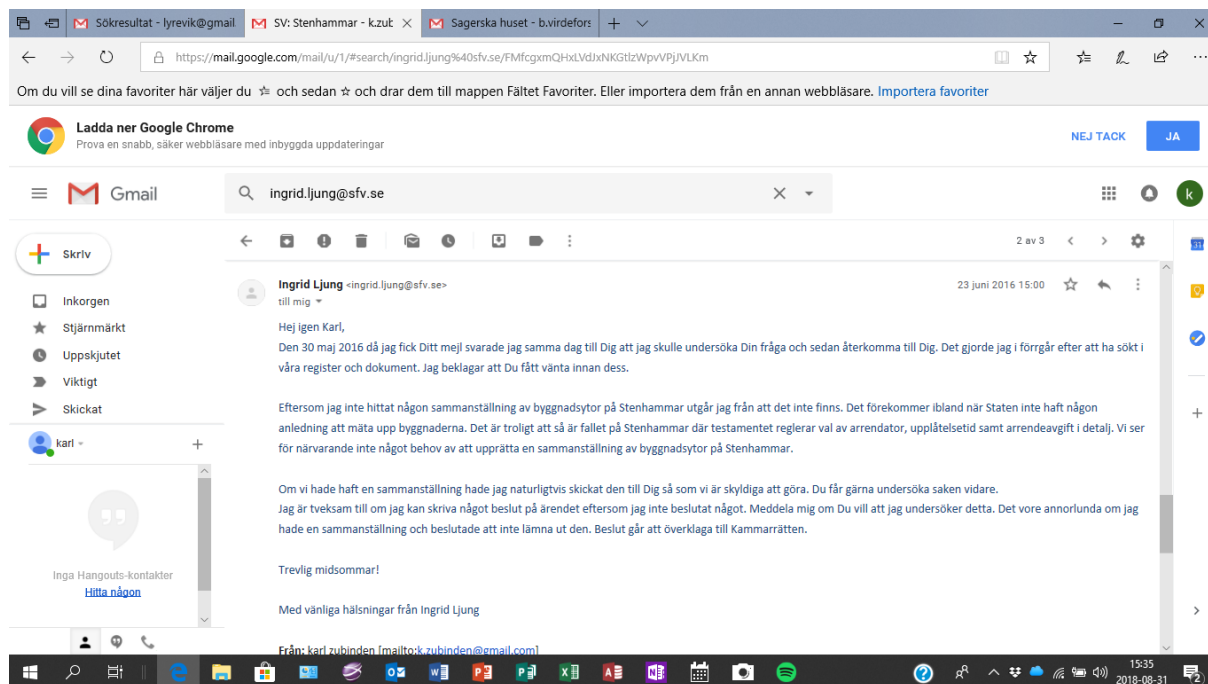 Sökresultat - lyrevik@gmail
SV: Stenhammar - k.zub
Sagerska huset - b.virdefors
https://mail.google.com/mail/u/1/#search/ingrid.ljung%40sfv.se/FMfcgxmQHxLVdJxNKGtlzWpvVPjJVLKm
Om du vill se dina favoriter här väljer du och sedan och drar dem till mappen Fältet Favoriter. Eller importera dem från en annan webbläsare. Importera favoriter
Ladda ner Google Chrome
Prova en snabb, säker webbläsare med inbyggda uppdateringar
NEJ TACK
JA
Gmail
ingrid.ljung@sfv.se
k
Skriv
2 av 3
31
Inkorgen
Stjärnmärkt
Uppskjutet
Viktigt
Skickat
karl
Inga Hangouts-kontakter
Hitta någon
Ingrid Ljung <ingrid.ljung@sfv.se>
23 juni 2016 15:00
till mig
Hej igen Karl,
Den 30 maj 2016 då jag fick Ditt mejl svarade jag samma dag till Dig att jag skulle undersöka Din fråga och sedan återkomma till Dig. Det gjorde jag i förrgår efter att ha sökt i
våra register och dokument. Jag beklagar att Du fått vänta innan dess.
Eftersom jag inte hittat någon sammanställning av byggnadsytor på Stenhammar utgår jag från att det inte finns. Det förekommer ibland när Staten inte haft någon
anledning att mäta upp byggnaderna. Det är troligt att så är fallet på Stenhammar där testamentet reglerar val av arrendator, upplåtelsetid samt arrendeavgift i detalj. Vi ser
för närvarande inte något behov av att upprätta en sammanställning av byggnadsytor på Stenhammar.
Om vi hade haft en sammanställning hade jag naturligtvis skickat den till Dig så som vi är skyldiga att göra. Du får gärna undersöka saken vidare.
Jag är tveksam till om jag kan skriva något beslut på ärendet eftersom jag inte beslutat något. Meddela mig om Du vill att jag undersöker detta. Det vore annorlunda om jag
hade en sammanställning och beslutade att inte lämna ut den. Beslut går att överklaga till Kammarrätten.
Trevlig midsommar!
Med vänliga hälsningar från Ingrid Ljung
Från: karl zubinden [mailto:k.zubinden@gmail.com]
15:35
2018-08-31